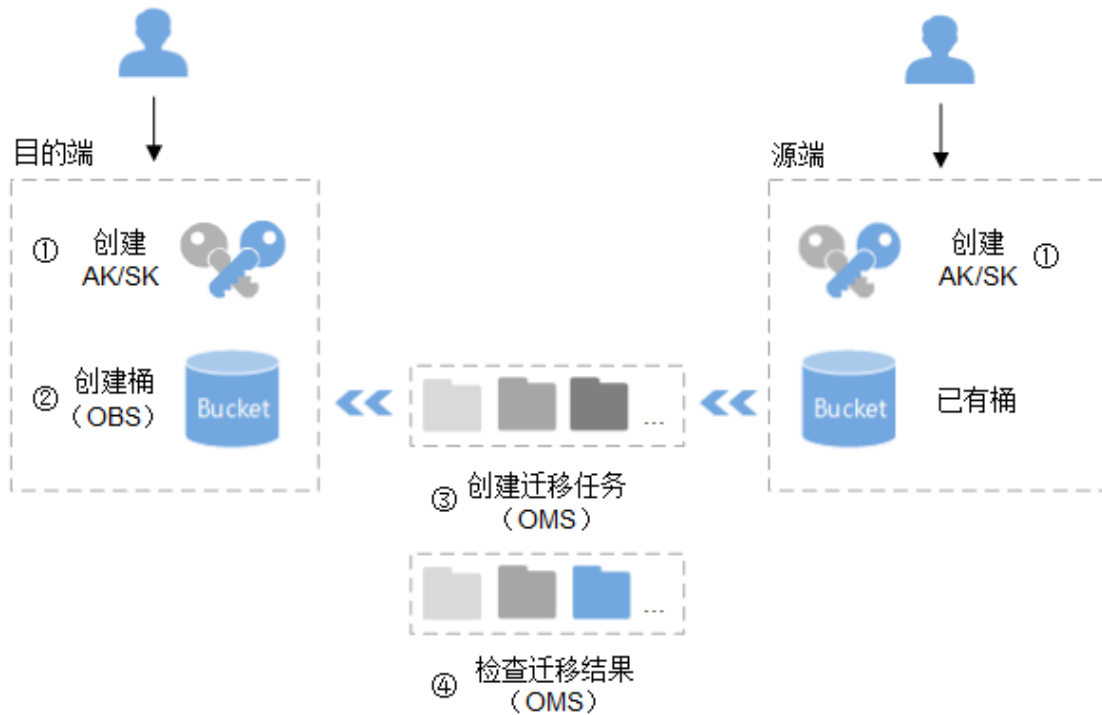 目的端
源端
① 创建
AK/SK
创建 ①
AK/SK
② 创建桶
（OBS）
Bucket
...
Bucket
已有桶
③ 创建迁移任务
（OMS）
...
④ 检查迁移结果
（OMS）